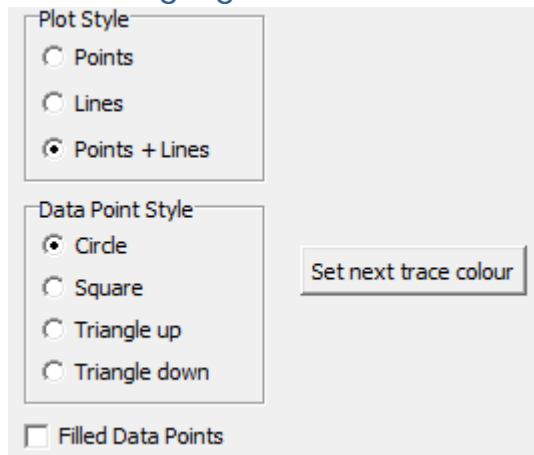 Plot Style
Points
Lines
Points + Lines
Data Point Style
Circle
Square
Triangle up
Triangle down
Set next trace colour
Filled Data Points